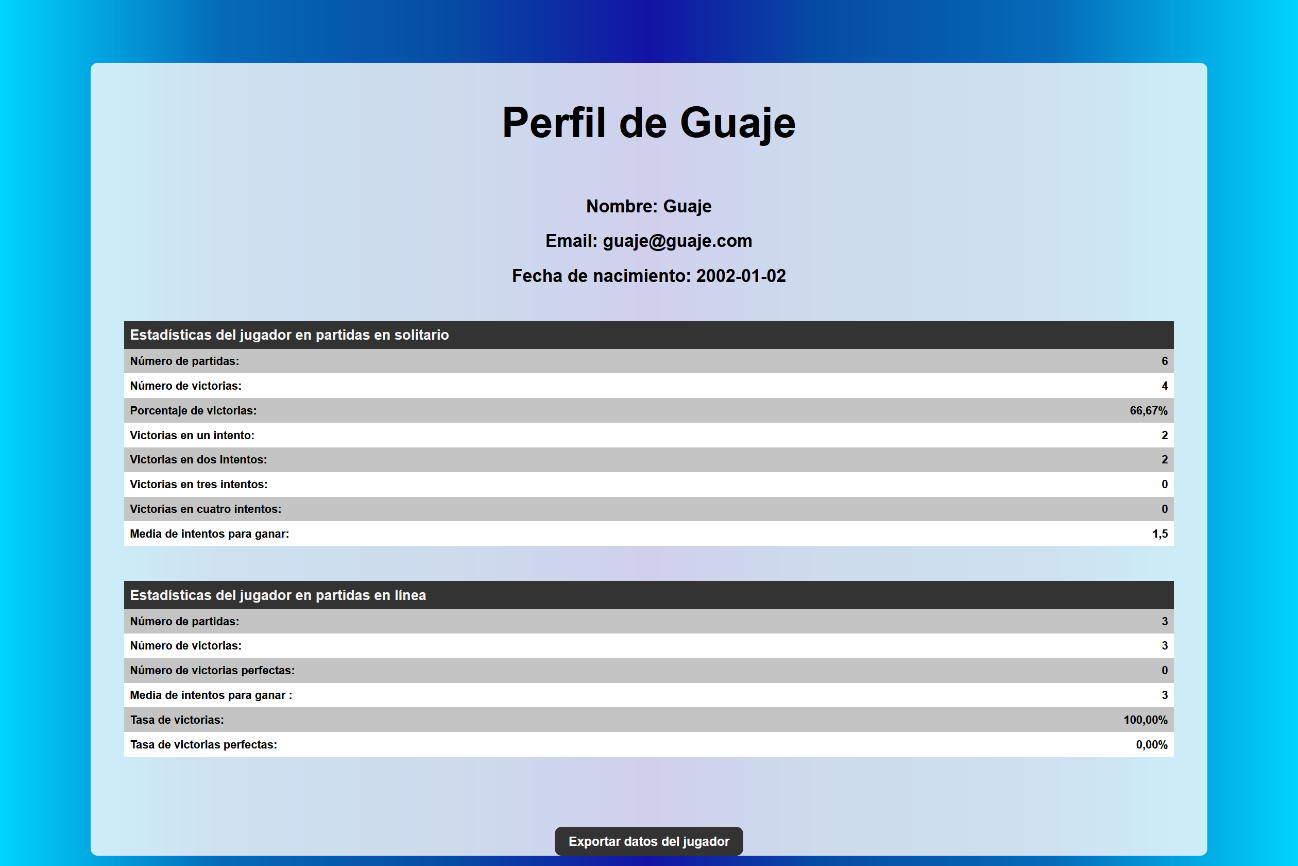 Perfil de Guaje
Nombre: Guaje
Email: guaje@guaje.com
Fecha de nacimiento: 2002-01-02
Estadísticas del jugador en partidas en solitario
Número de partidas: 6
Número de victorias: 4
Porcentaje de victorias: 66,67%
Victorias en un intento: 2
Victorias en dos intentos: 2
Victorias en tres intentos: 0
Victorias en cuatro intentos: 0
Media de intentos para ganar: 1,5
Estadísticas del jugador en partidas en línea
Número de partidas: 3
Número de victorias: 3
Número de victorias perfectas: 0
Media de intentos para ganar : 3
Tasa de victorias: 100,00%
Tasa de victorias perfectas: 0,00%
Exportar datos del jugador